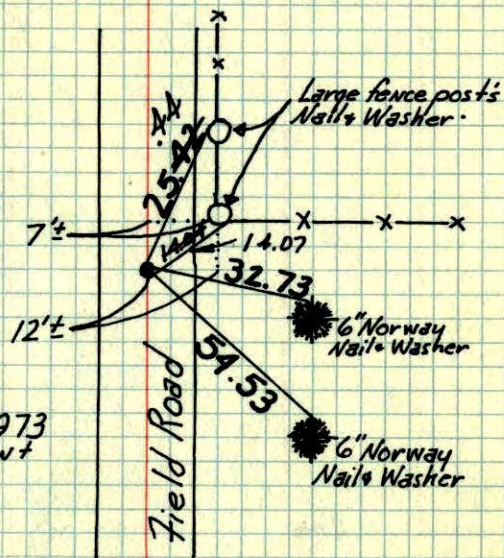 Large fence post's
Nail & Washer.
.44
25.42
7'±
14.07
32.73
12'±
6" Norway
Nail & Washer
54.53
Field Road
6" Norway
Nail & Washer